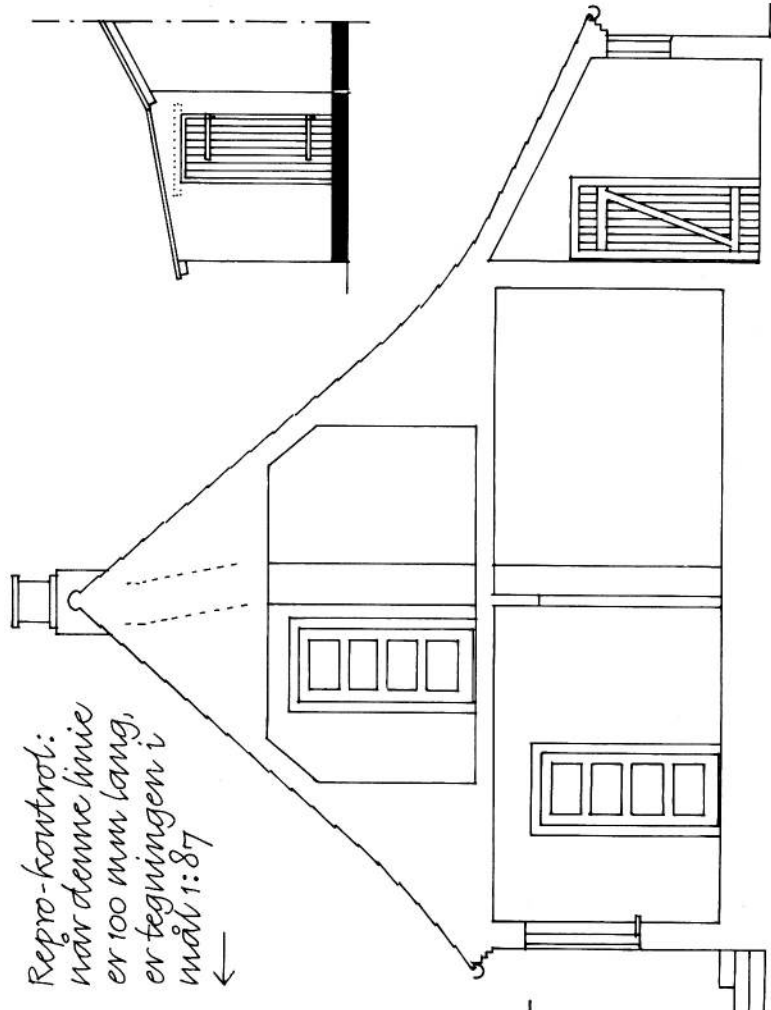 Repro-kontrol:
når denne linie
er 100 mm lang,
er tegningen i
mål 1:87